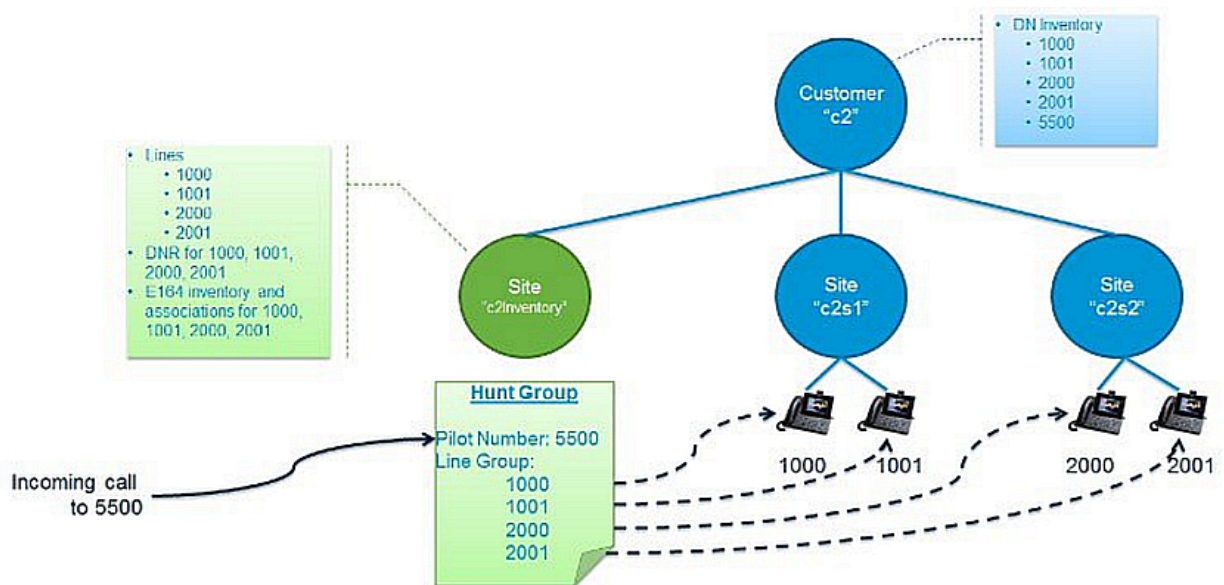 • DN Inventory
• 1000
• 1001
• 2000
• 2001
• 5500
Customer
"c2"
• Lines
• 1000
• 1001
• 2000
• 2001
• DNR for 1000, 1001,
2000, 2001
• E164 inventory and
associations for 1000,
1001, 2000, 2001
Site
"c2Inventory"
Site
"c2s1"
Site
"c2s2"
Hunt Group
Pilot Number: 5500
Line Group:
1000
1001
2000
2001
1000
1001
2000
2001
Incoming call
to 5500